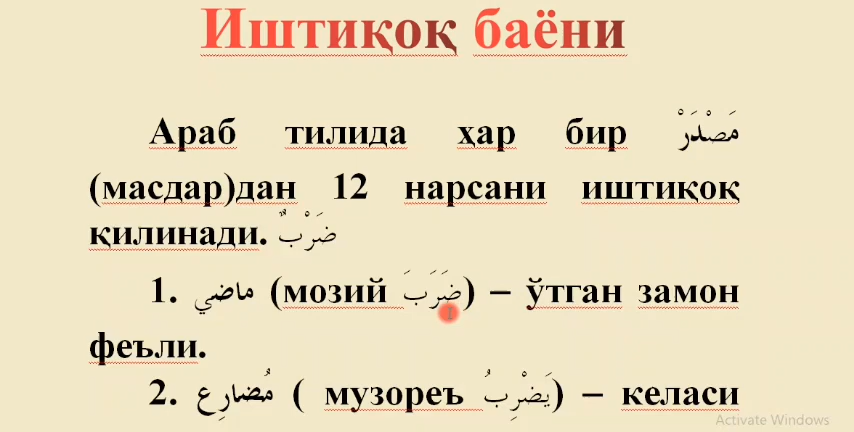 Иштиқоқ баёни
Араб тилида ҳар бир مَصْدَرْ
(масдар)дан 12 нарсани иштиқоқ
қилинади. ضَرْبٌ
1. ماضي (мозий ضَرَبَ) – ўтган замон
феъли.
2. مُضارِع ( музореъ يَضْرِبُ) – келаси
Activate Windows